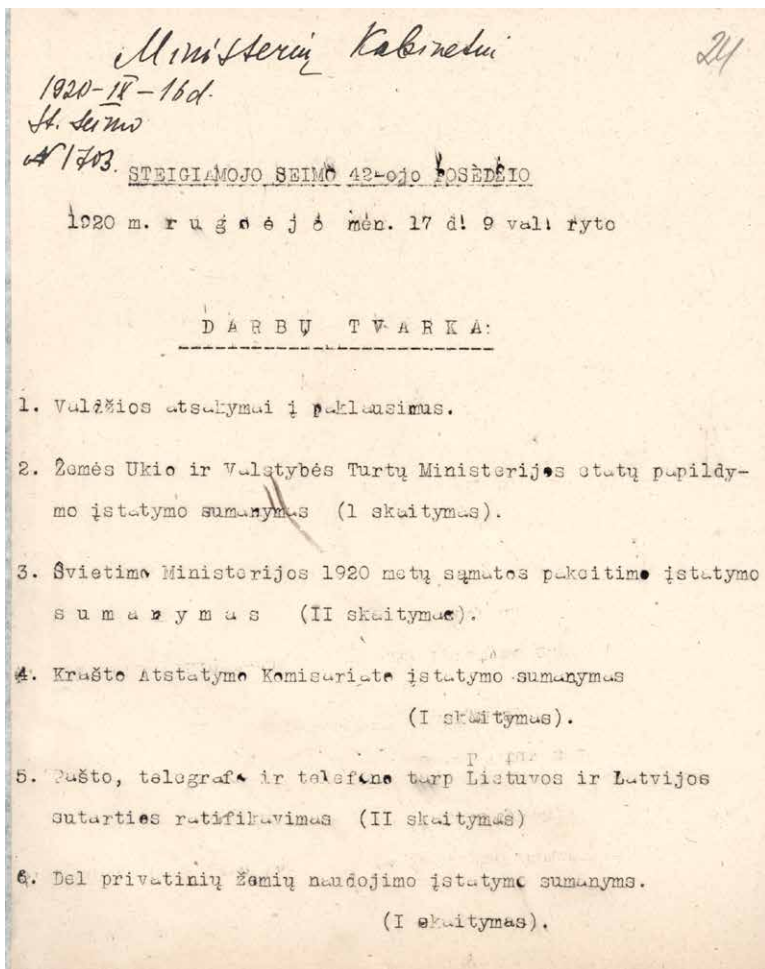 Ministerių Kabinetui
24
1920-IX-16d.
St. Seimo
N 1703.
STEIGIAMOJO SEIMO 42-ojo POSĖDŽIO
1920 m. r u g s ė j o mėn. 17 d! 9 val! ryto
D A R B Ų T V A R K A:
1. Valdžios atsakymai į paklausimus.
2. Žemės Ukio ir Valstybės Turtų Ministerijos etatų papildy-
mo įstatymo sumanymas (l skaitymas).
3. Švietimo Ministerijos 1920 metų sąmatos pakeitimo įstatymo
s u m a n y m a s (II skaitymas).
4. Krašto Atstatymo Komisariato įstatymo sumanymas
(I skaitymas).
5. Pašto, telegrafo ir telefono tarp Lietuvos ir Latvijos
sutarties ratifikavimas (II skaitymas)
6. Del privatinių žemių naudojimo įstatymo sumanyms.
(I skaitymas).